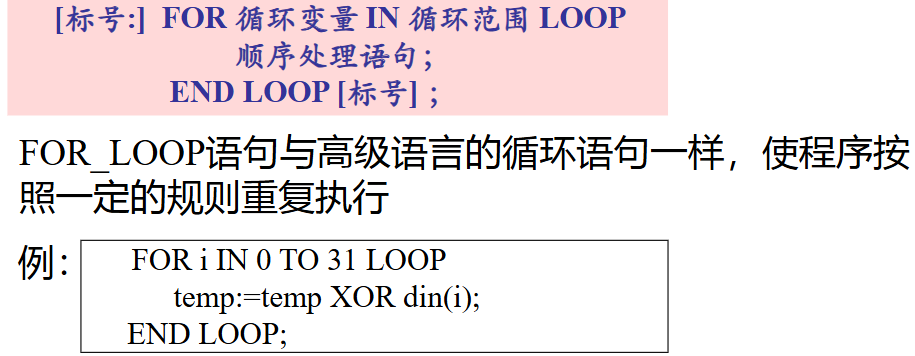 [标号:] FOR 循环变量 IN 循环范围 LOOP
顺序处理语句；
END LOOP [标号] ；
FOR_LOOP语句与高级语言的循环语句一样，使程序按
照一定的规则重复执行
例：
FOR i IN 0 TO 31 LOOP
temp:=temp XOR din(i);
END LOOP;